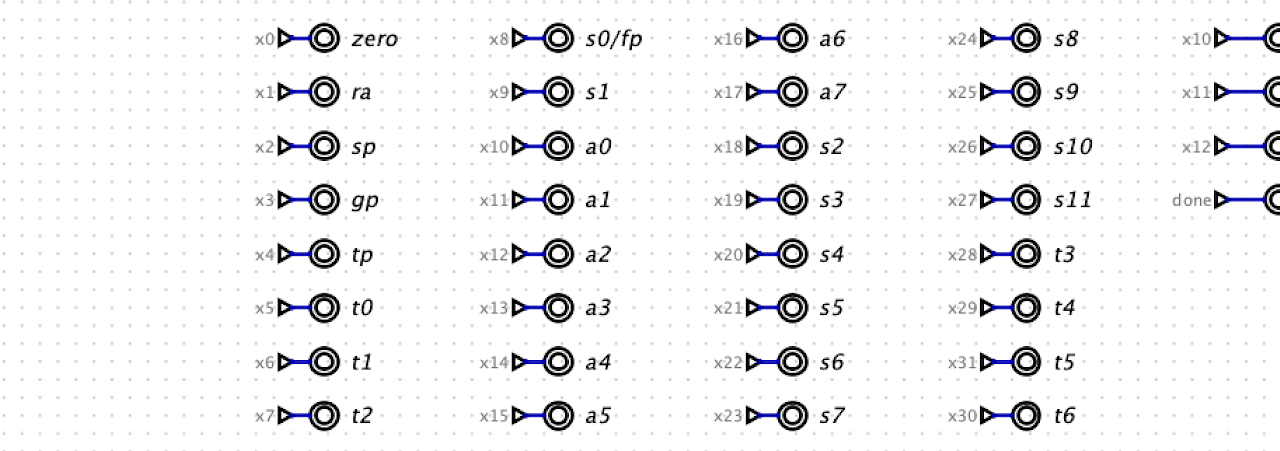 x0 zero x8 s0/fp x16 a6 x24 s8 x10
x1 ra x9 s1 x17 a7 x25 s9 x11
x2 sp x10 a0 x18 s2 x26 s10 x12
x3 gp x11 a1 x19 s3 x27 s11 done
x4 tp x12 a2 x20 s4 x28 t3
x5 t0 x13 a3 x21 s5 x29 t4
x6 t1 x14 a4 x22 s6 x31 t5
x7 t2 x15 a5 x23 s7 x30 t6